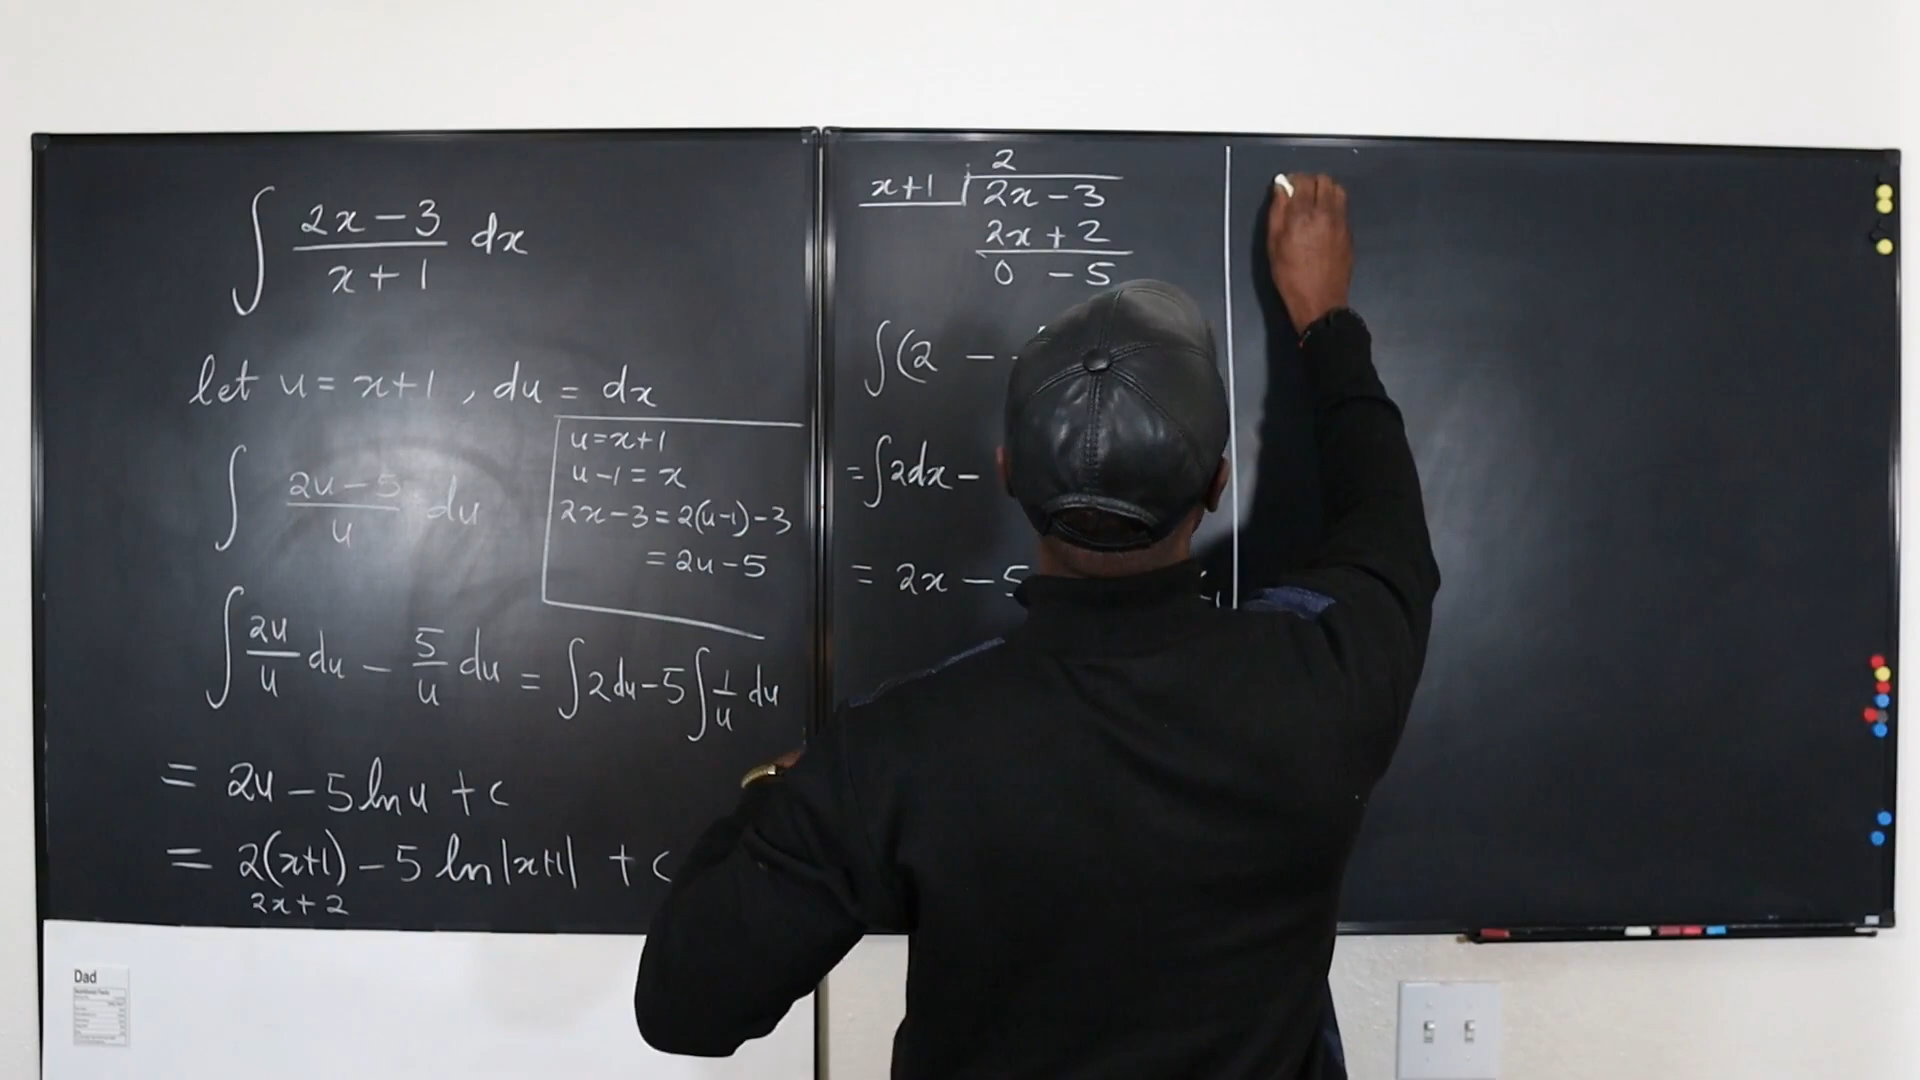 ∫ (2x - 3)/(x + 1) dx
let u = x+1 , du = dx
∫ (2u - 5)/u du
u = x+1
u - 1 = x
2x - 3 = 2(u-1) - 3
= 2u - 5
∫ 2u/u du - 5/u du = ∫ 2du - 5 ∫ 1/u du
= 2u - 5 ln u + c
= 2(x+1) - 5 ln|x+1| + c
2x + 2
2
x+1 2x - 3
2x + 2
0 - 5
∫(2 -
= ∫2dx -
= 2x - 5
Dad